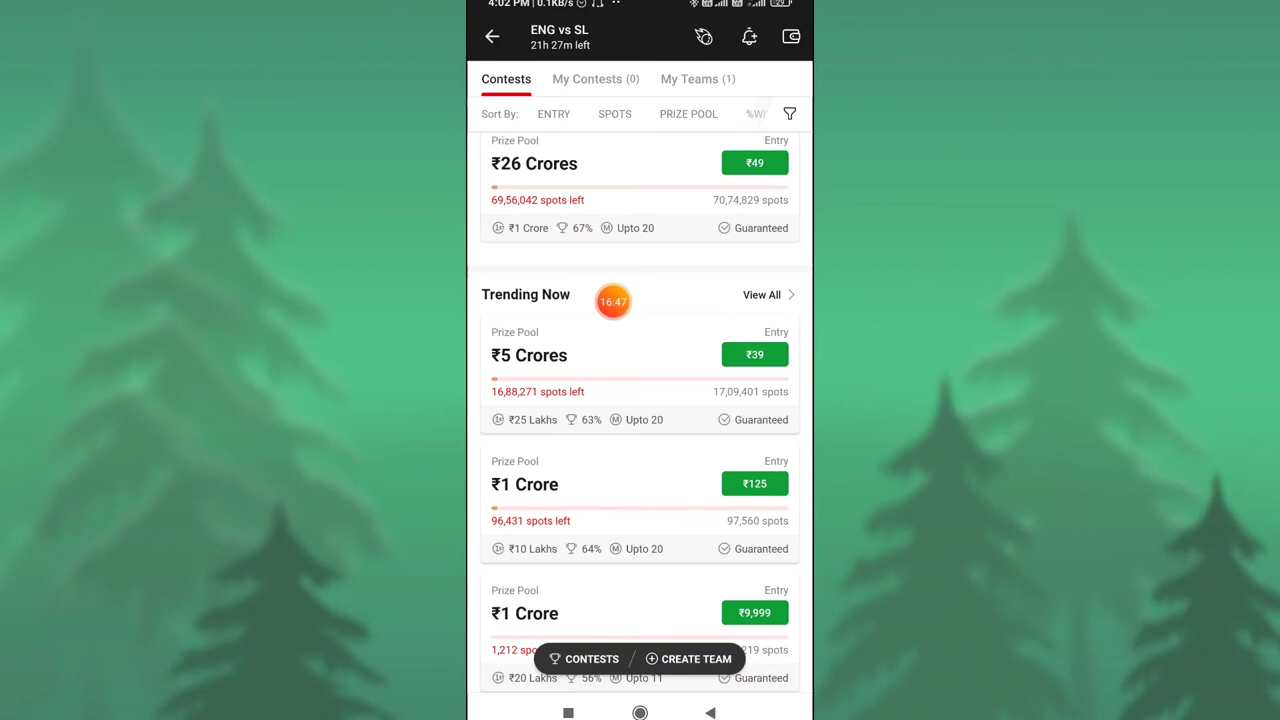 4:02 PM | 0.1KB/s
ENG vs SL
21h 27m left
Contests My Contests (0) My Teams (1)
Sort By: ENTRY SPOTS PRIZE POOL
Prize Pool Entry
₹26 Crores ₹49
69,56,042 spots left 70,74,829 spots
₹1 Crore 67% M Upto 20 Guaranteed
Trending Now 16:47 View All
Prize Pool Entry
₹5 Crores ₹39
16,88,271 spots left 17,09,401 spots
₹25 Lakhs 63% M Upto 20 Guaranteed
Prize Pool Entry
₹1 Crore ₹125
96,431 spots left 97,560 spots
₹10 Lakhs 64% M Upto 20 Guaranteed
Prize Pool Entry
₹1 Crore ₹9,999
1,212 spots
CONTESTS CREATE TEAM
₹20 Lakhs 56% Upto 11 Guaranteed